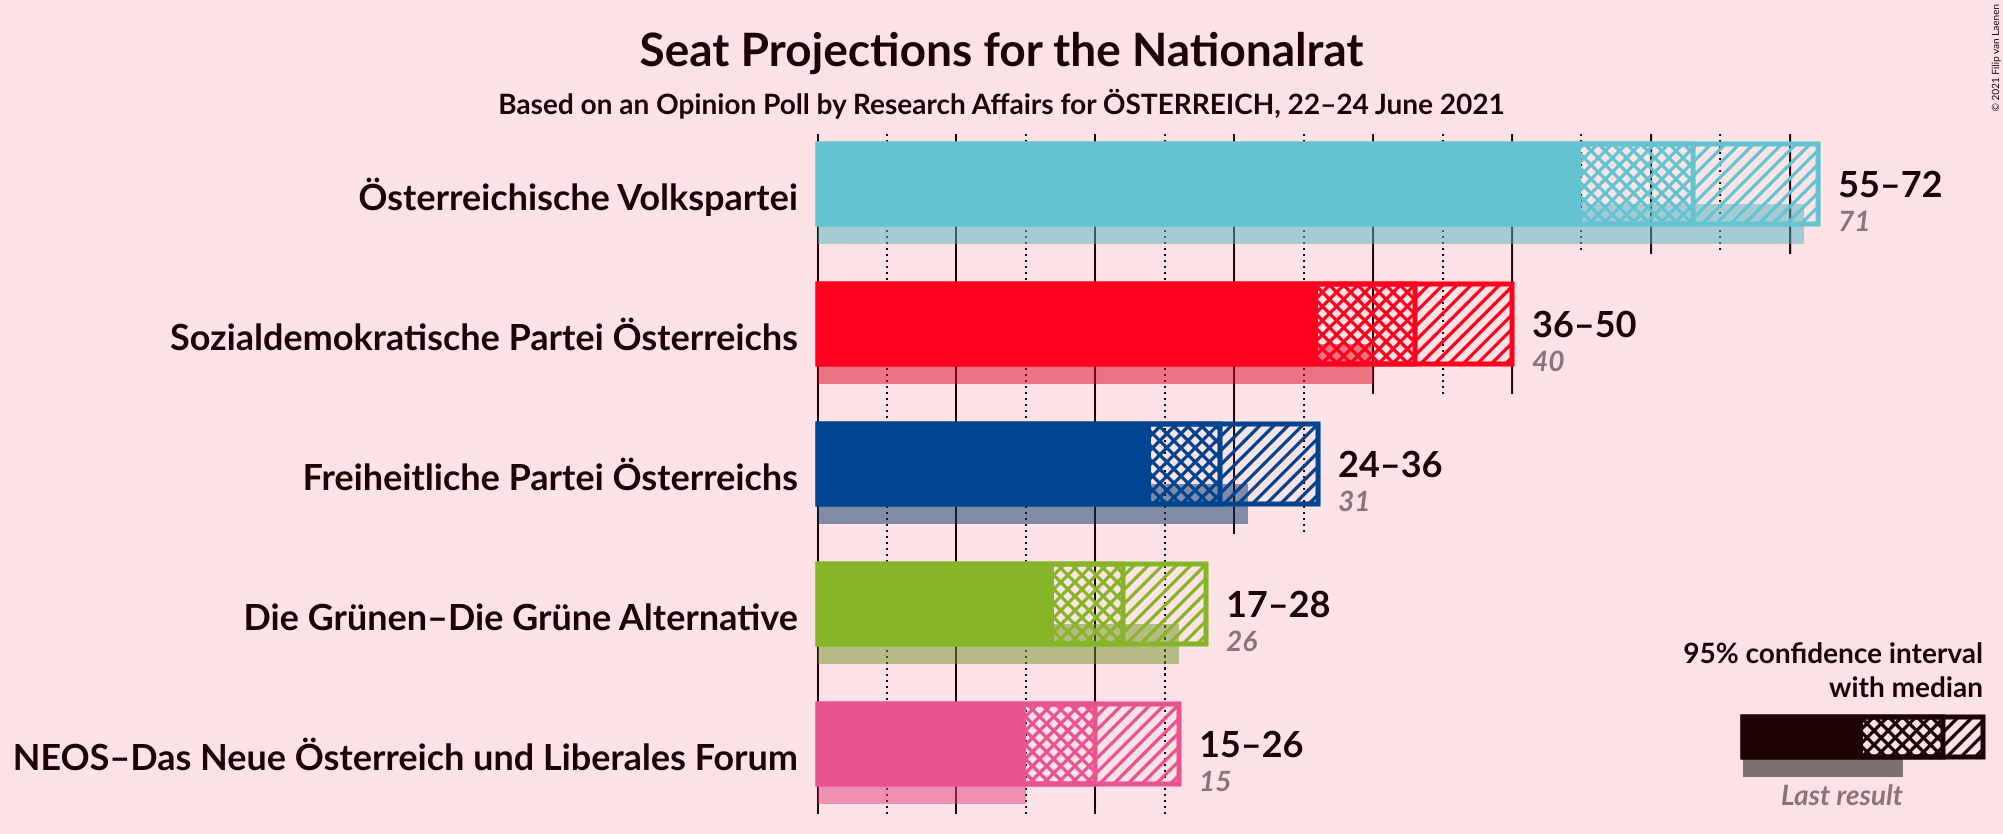 Seat Projections for the Nationalrat
Based on an Opinion Poll by Research Affairs for ÖSTERREICH, 22–24 June 2021
© 2021 Filip van Laenen
Österreichische Volkspartei
55–72
71
Sozialdemokratische Partei Österreichs
36–50
40
Freiheitliche Partei Österreichs
24–36
31
Die Grünen–Die Grüne Alternative
17–28
26
NEOS–Das Neue Österreich und Liberales Forum
15–26
15
95% confidence interval
with median
Last result